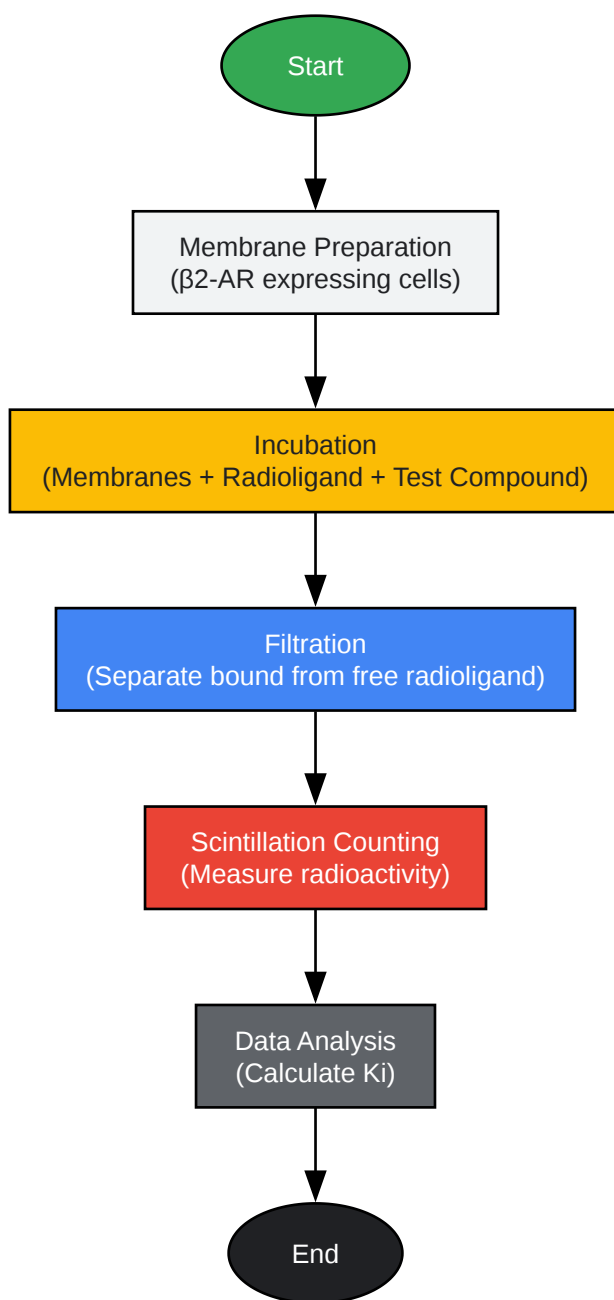 Start
Membrane Preparation
(β2-AR expressing cells)
Incubation
(Membranes + Radioligand + Test Compound)
Filtration
(Separate bound from free radioligand)
Scintillation Counting
(Measure radioactivity)
Data Analysis
(Calculate Ki)
End